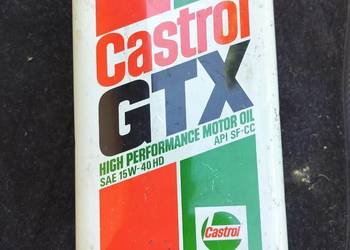 Castrol
GTX
HIGH PERFORMANCE MOTOR OIL
SAE 15W-40 HD API SF-CC
Castrol